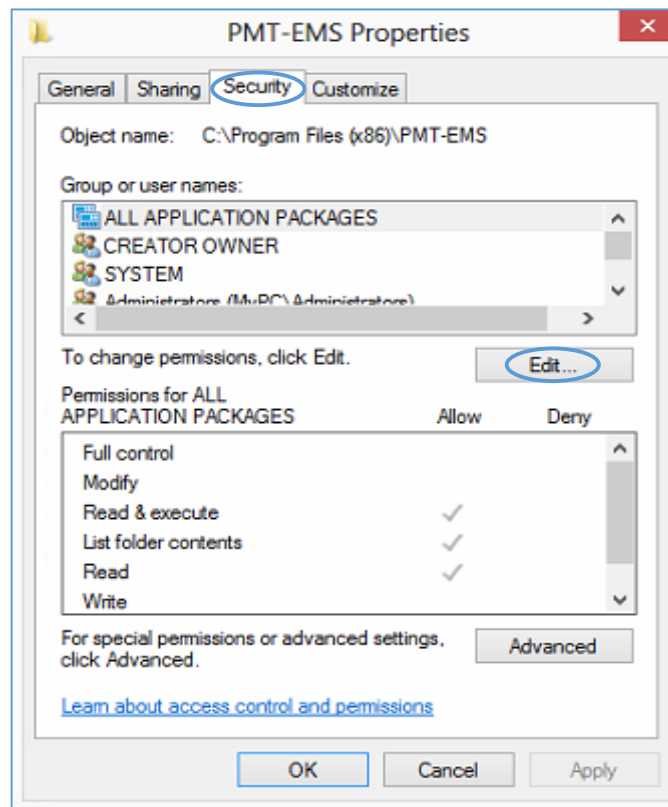 PMT-EMS Properties
General Sharing Security Customize
Object name: C:\Program Files (x86)\PMT-EMS
Group or user names:
ALL APPLICATION PACKAGES
CREATOR OWNER
SYSTEM
Administrators (MyPC\Administrators)
To change permissions, click Edit.
Edit...
Permissions for ALL
APPLICATION PACKAGES Allow Deny
Full control
Modify
Read & execute
List folder contents
Read
Write
For special permissions or advanced settings,
click Advanced.
Advanced
Learn about access control and permissions
OK Cancel Apply